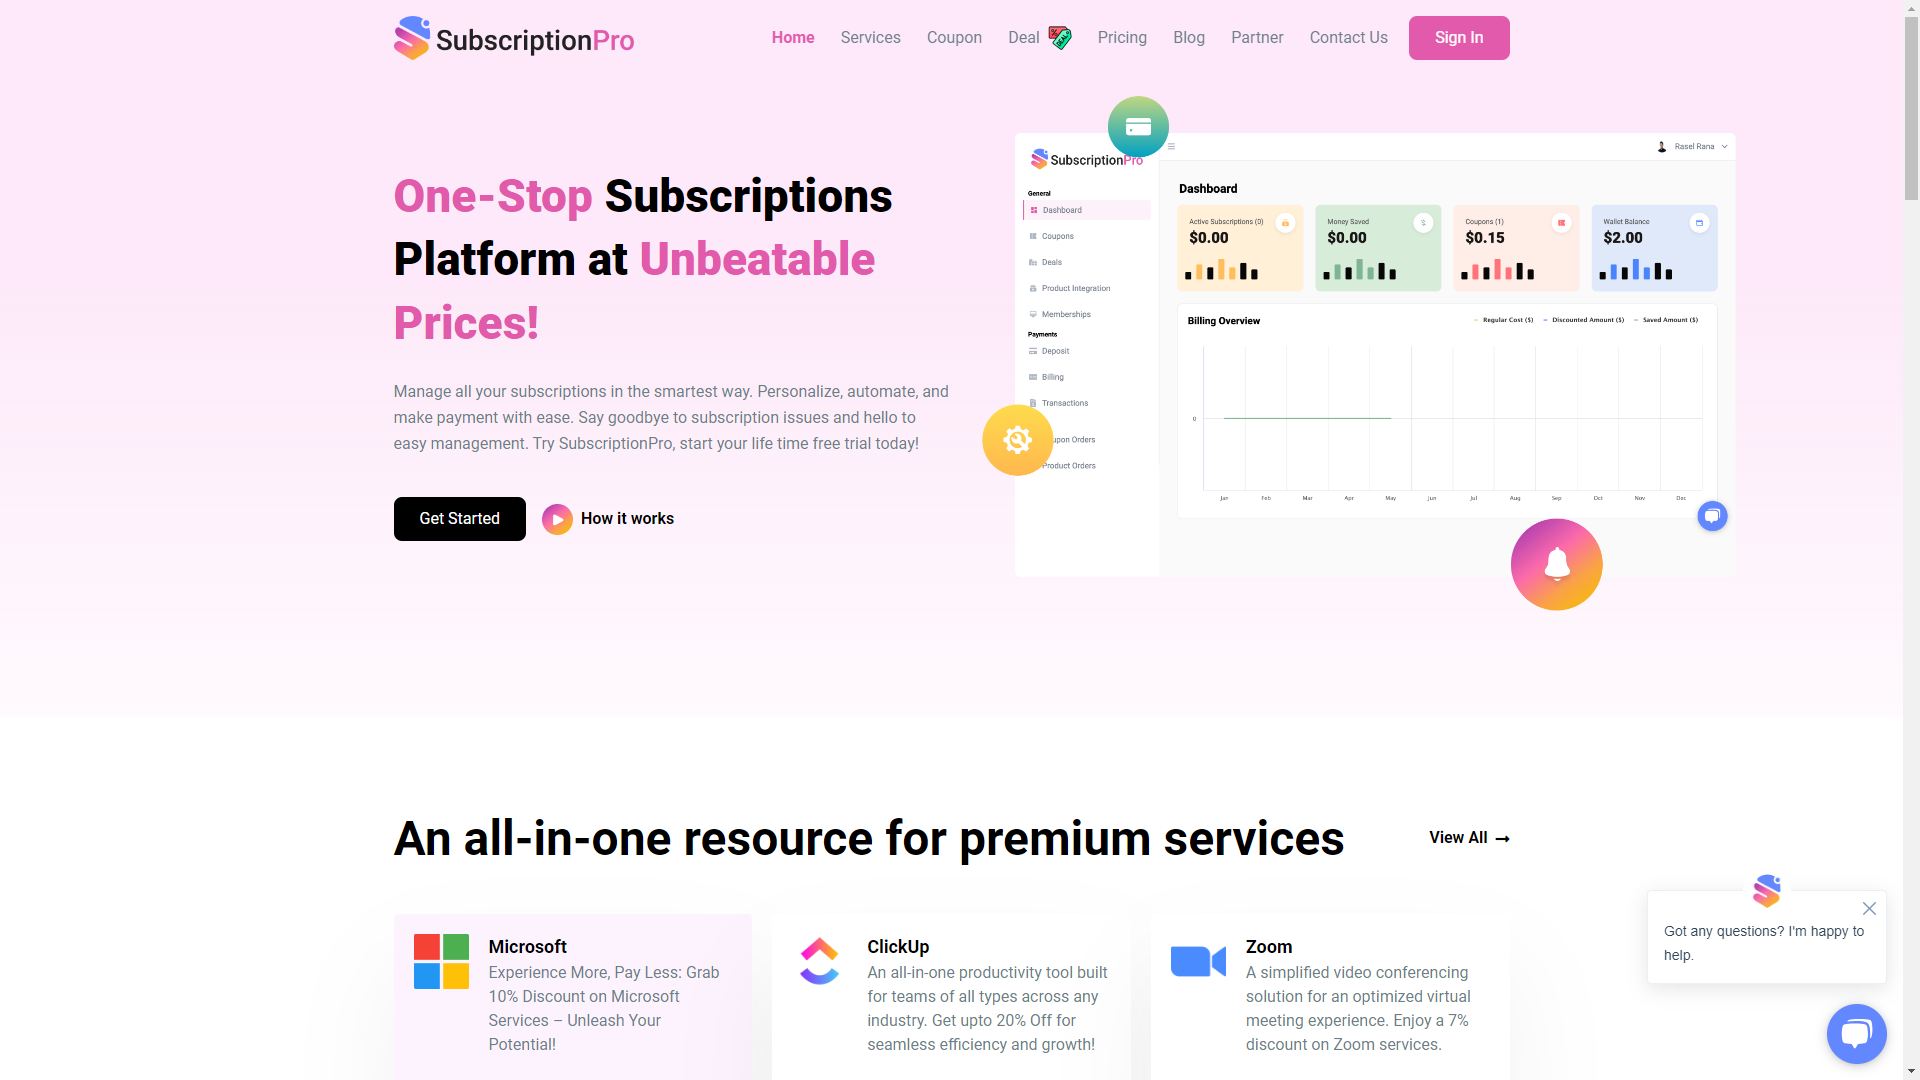 SubscriptionPro
Home Services Coupon Deal Pricing Blog Partner Contact Us Sign In
One-Stop Subscriptions
Platform at Unbeatable
Prices!
Manage all your subscriptions in the smartest way. Personalize, automate, and
make payment with ease. Say goodbye to subscription issues and hello to
easy management. Try SubscriptionPro, start your life time free trial today!
Get Started
How it works
SubscriptionPro
Rasel Rana
General
Dashboard
Coupons
Deals
Product Integration
Memberships
Payments
Deposit
Billing
Transactions
upon Orders
Product Orders
Dashboard
Active Subscriptions (0)
$0.00
Money Saved
$0.00
Coupons (1)
$0.15
Wallet Balance
$2.00
Billing Overview
Regular Cost ($) Discounted Amount ($) Saved Amount ($)
0
Jan Feb Mar Apr May Jun Jul Aug Sep Oct Nov Dec
An all-in-one resource for premium services
View All →
Microsoft
Experience More, Pay Less: Grab
10% Discount on Microsoft
Services – Unleash Your
Potential!
ClickUp
An all-in-one productivity tool built
for teams of all types across any
industry. Get upto 20% Off for
seamless efficiency and growth!
Zoom
A simplified video conferencing
solution for an optimized virtual
meeting experience. Enjoy a 7%
discount on Zoom services.
Got any questions? I'm happy to
help.